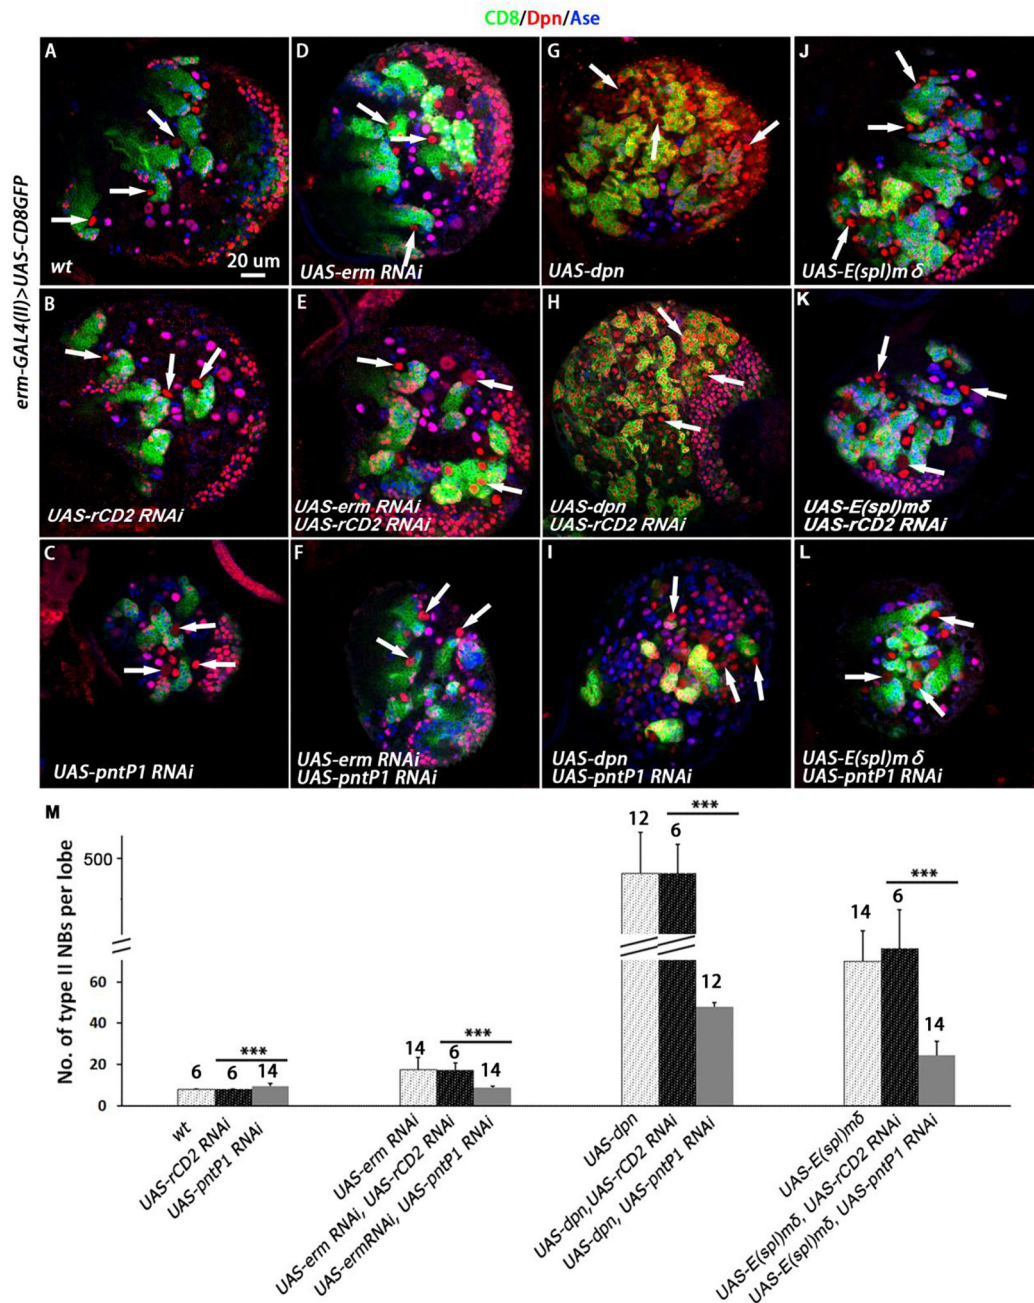 CD8/Dpn/Ase
erm-GAL4(II)>UAS-CD8GFP
A
wt
20 um
D
UAS-erm RNAi
G
UAS-dpn
J
UAS-E(spl)m δ
B
UAS-rCD2 RNAi
E
UAS-erm RNAi
UAS-rCD2 RNAi
H
UAS-dpn
UAS-rCD2 RNAi
K
UAS-E(spl)mδ
UAS-rCD2 RNAi
C
UAS-pntP1 RNAi
F
UAS-erm RNAi
UAS-pntP1 RNAi
I
UAS-dpn
UAS-pntP1 RNAi
L
UAS-E(spl)m δ
UAS-pntP1 RNAi
M
No. of type II NBs per lobe
500
60
40
20
0
6
6
***
14
14
6
***
12
6
***
12
14
6
***
14
wt
UAS-rCD2 RNAi
UAS-pntP1 RNAi
UAS-erm RNAi
UAS-erm RNAi, UAS-rCD2 RNAi
UAS-ermRNAi, UAS-pntP1 RNAi
UAS-dpn
UAS-dpn,UAS-rCD2 RNAi
UAS-dpn, UAS-pntP1 RNAi
UAS-E(spl)mδ
UAS-E(spl)mδ, UAS-rCD2 RNAi
UAS-E(spl)mδ, UAS-pntP1 RNAi